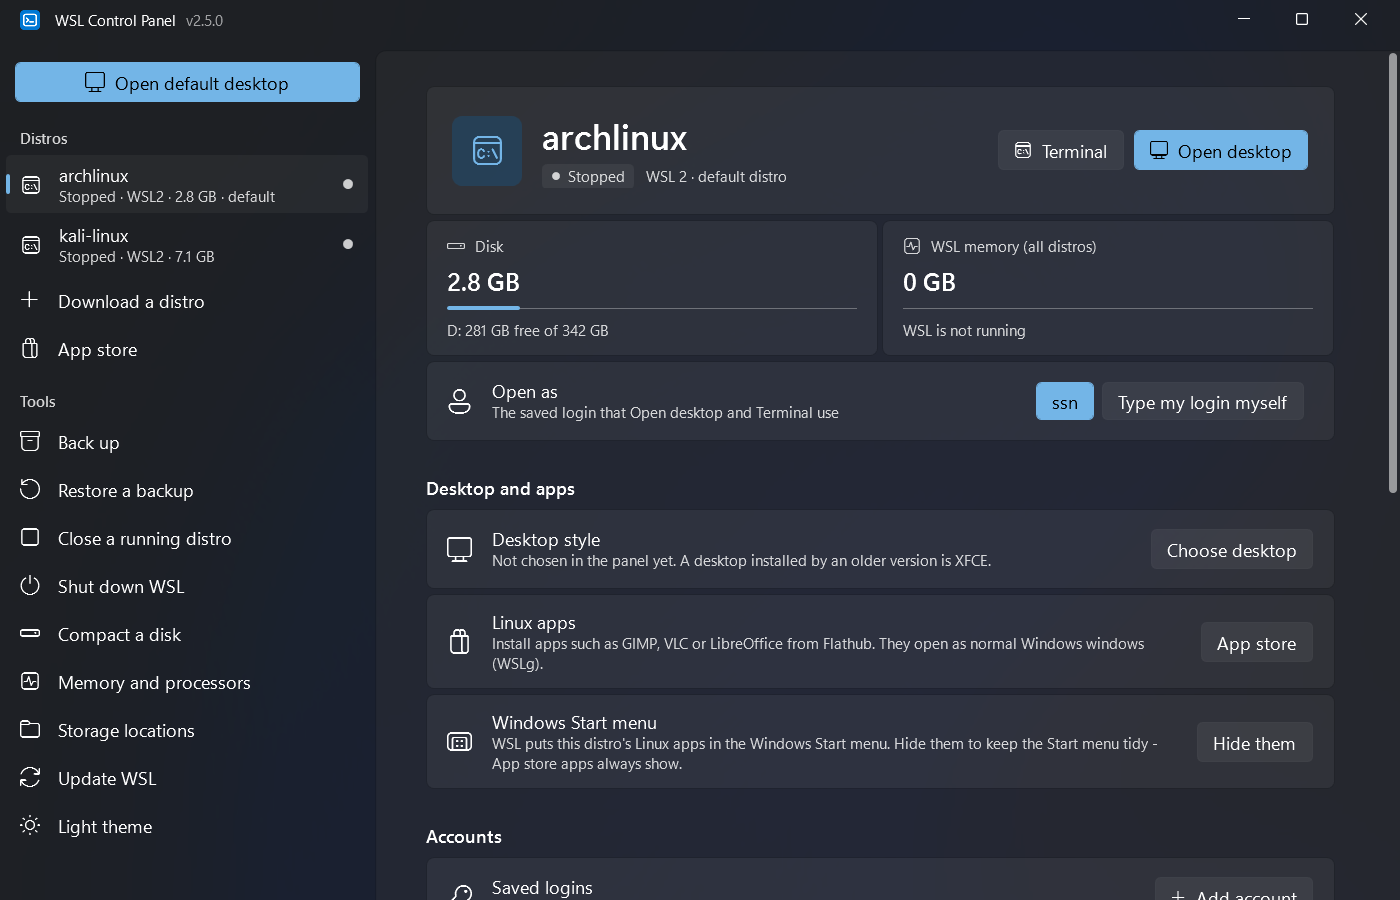 WSL Control Panel v2.5.0
Open default desktop
Distros
archlinux
Stopped · WSL2 · 2.8 GB · default
kali-linux
Stopped · WSL2 · 7.1 GB
Download a distro
App store
Tools
Back up
Restore a backup
Close a running distro
Shut down WSL
Compact a disk
Memory and processors
Storage locations
Update WSL
Light theme
archlinux
Stopped WSL 2 · default distro
Terminal
Open desktop
Disk
2.8 GB
D: 281 GB free of 342 GB
WSL memory (all distros)
0 GB
WSL is not running
Open as
The saved login that Open desktop and Terminal use
ssn
Type my login myself
Desktop and apps
Desktop style
Not chosen in the panel yet. A desktop installed by an older version is XFCE.
Choose desktop
Linux apps
Install apps such as GIMP, VLC or LibreOffice from Flathub. They open as normal Windows windows
(WSLg).
App store
Windows Start menu
WSL puts this distro's Linux apps in the Windows Start menu. Hide them to keep the Start menu tidy -
App store apps always show.
Hide them
Accounts
Saved logins
Add account